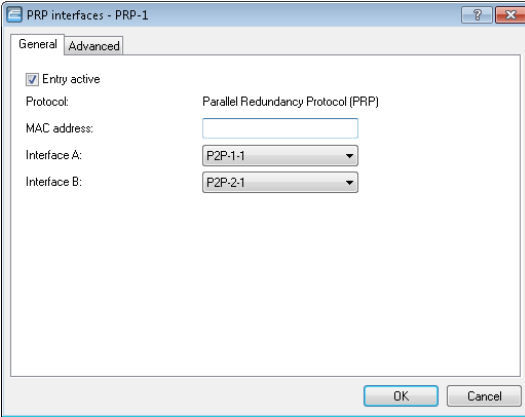 PRP interfaces - PRP-1
General Advanced
Entry active
Protocol: Parallel Redundancy Protocol (PRP)
MAC address:
Interface A: P2P-1-1
Interface B: P2P-2-1
OK Cancel